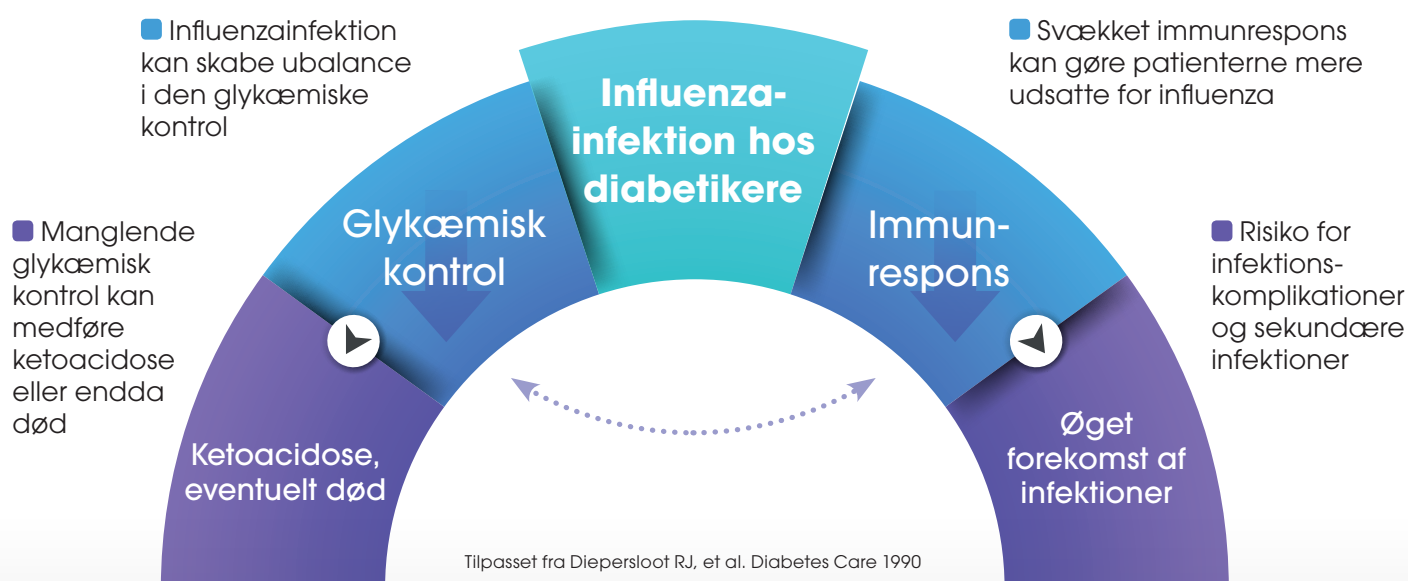 Influenzainfektion
kan skabe ubalance
i den glykæmiske
kontrol
Svækket immunrespons
kan gøre patienterne mere
udsatte for influenza
Influenza-
infektion hos
diabetikere
Glykæmisk
kontrol
Immun-
respons
Manglende
glykæmisk
kontrol kan
medføre
ketoacidose
eller endda
død
Risiko for
infektions-
komplikationer
og sekundære
infektioner
Ketoacidose,
eventuelt død
Øget
forekomst af
infektioner
Tilpasset fra Diepersloot RJ, et al. Diabetes Care 1990